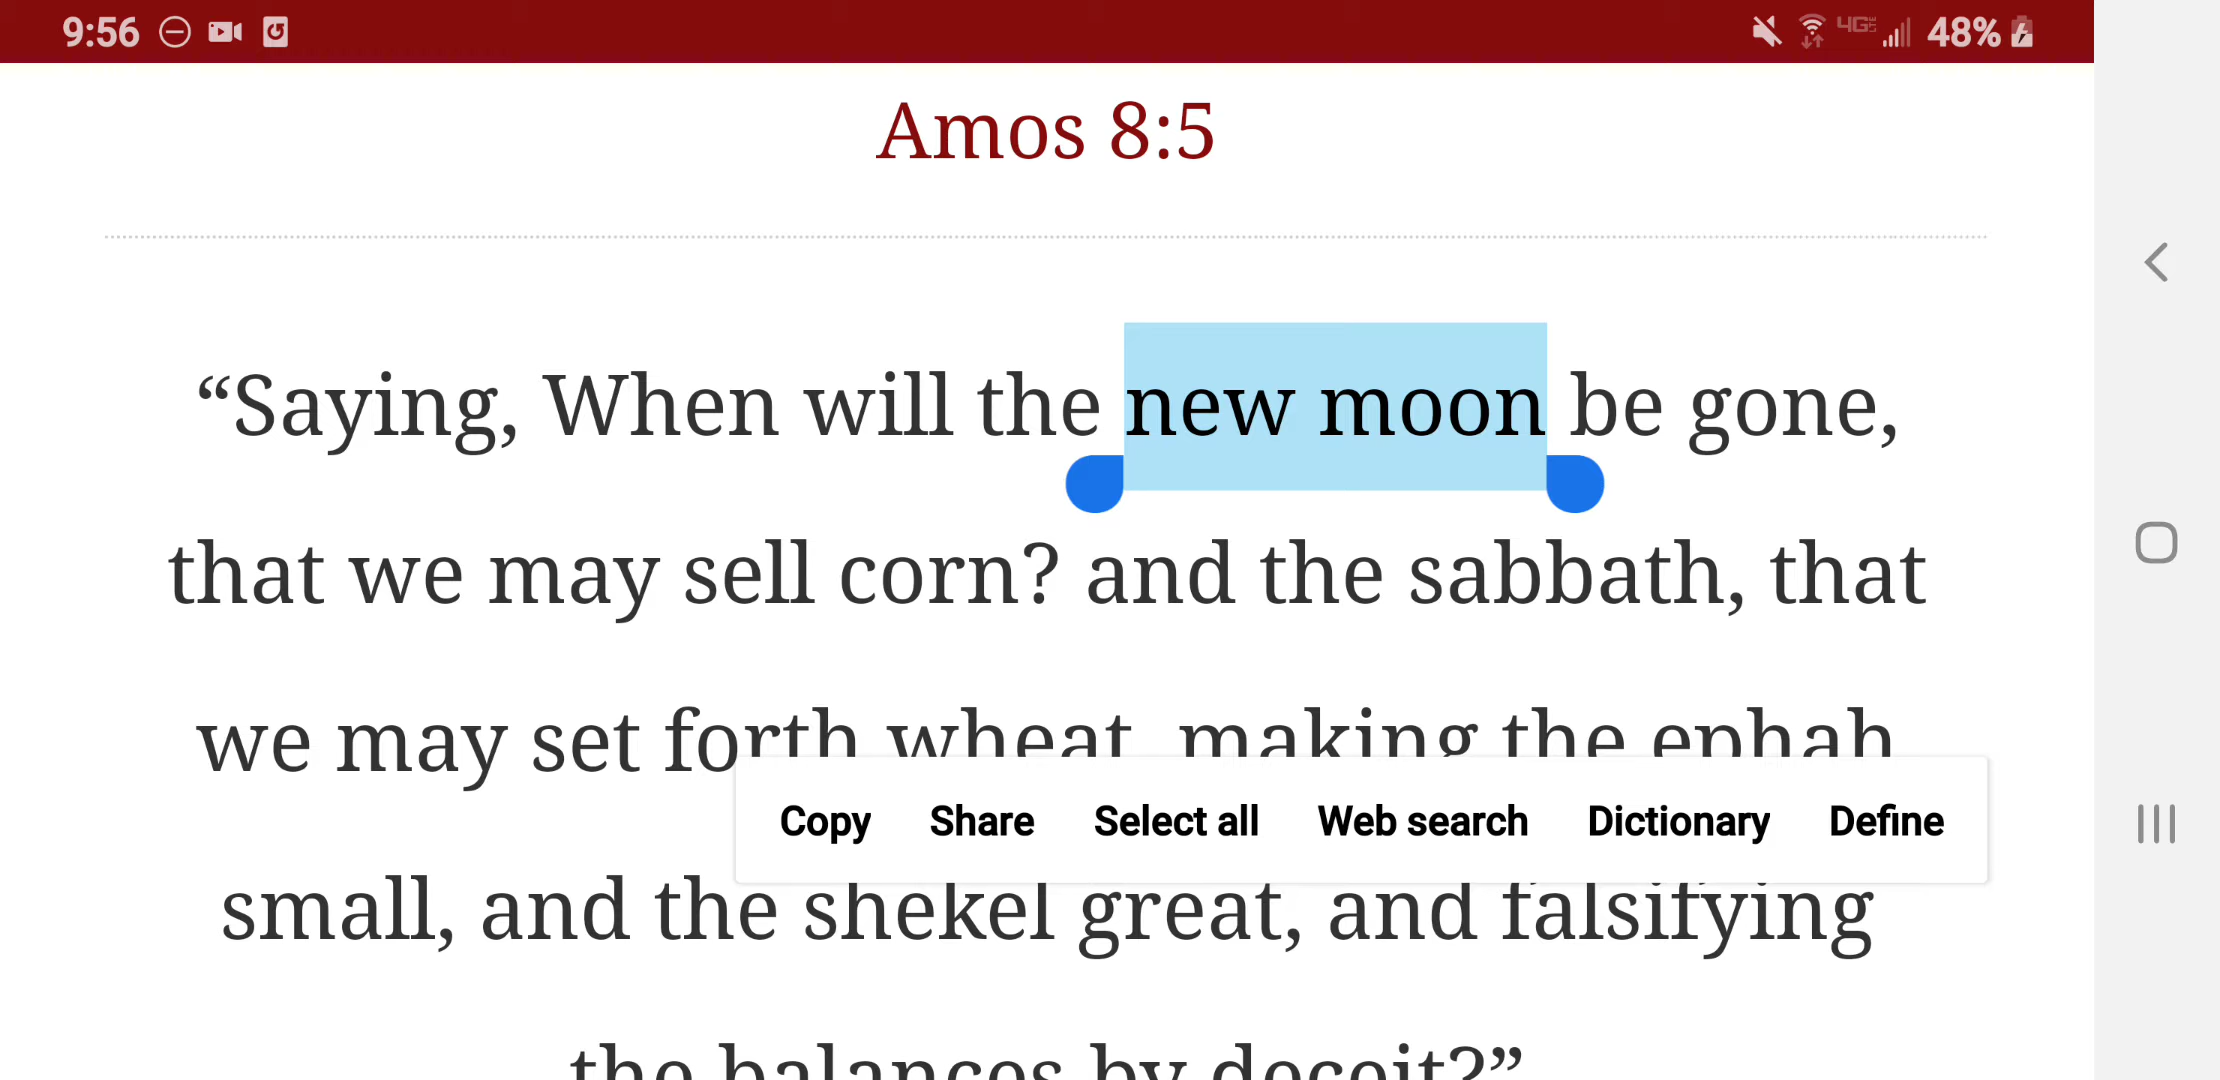 9:56 4G LTE 48%
Amos 8:5
“Saying, When will the new moon be gone,
that we may sell corn? and the sabbath, that
we may set forth wheat, making the ephah
Copy Share Select all Web search Dictionary Define
small, and the shekel great, and falsifying
the balances by deceit?”